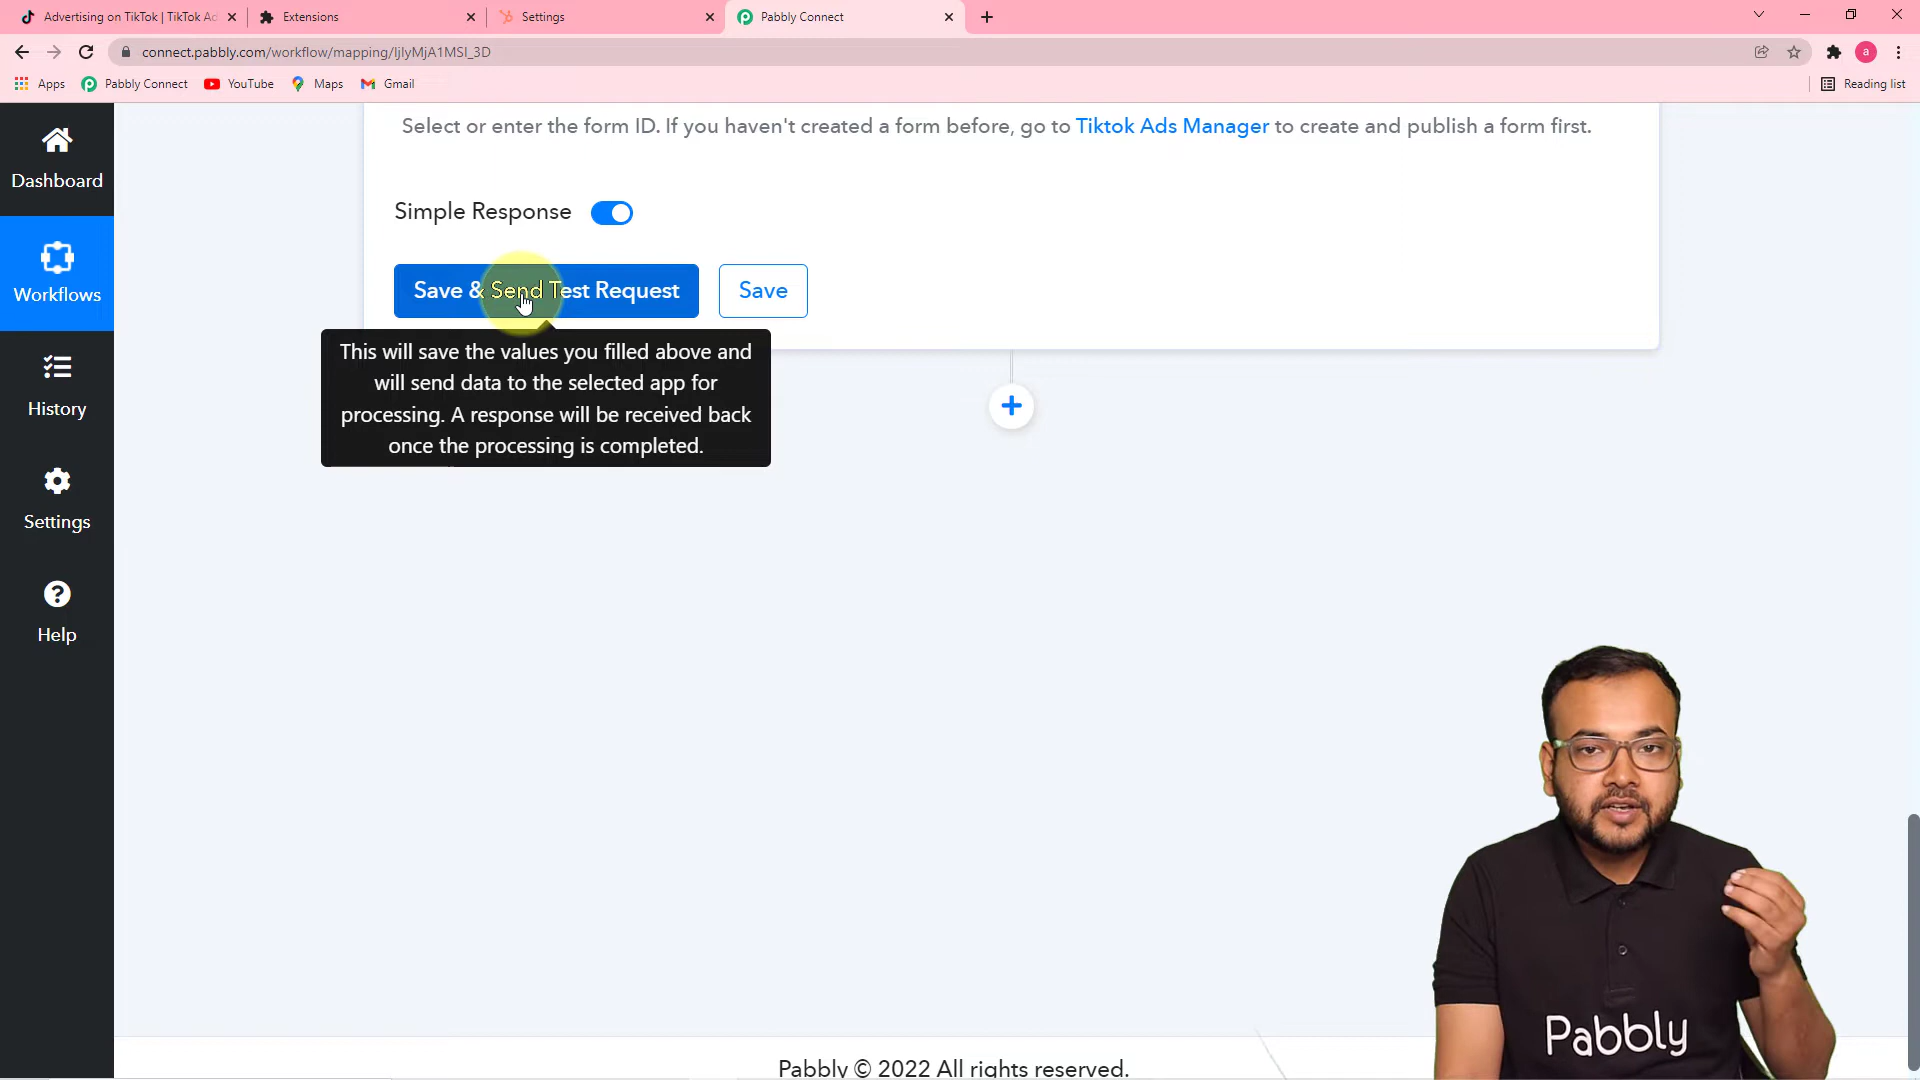 Advertising on TikTok | TikTok Ad
Extensions
Settings
Pabbly Connect
connect.pabbly.com/workflow/mapping/IjIyMjA1MSI_3D
a
Apps
Pabbly Connect
YouTube
Maps
Gmail
Reading list
Select or enter the form ID. If you haven't created a form before, go to Tiktok Ads Manager to create and publish a form first.
Dashboard
Simple Response
Workflows
Save & Send Test Request
Save
This will save the values you filled above and
will send data to the selected app for
processing. A response will be received back
once the processing is completed.
History
Settings
Help
Pabbly
Pabbly © 2022 All rights reserved.